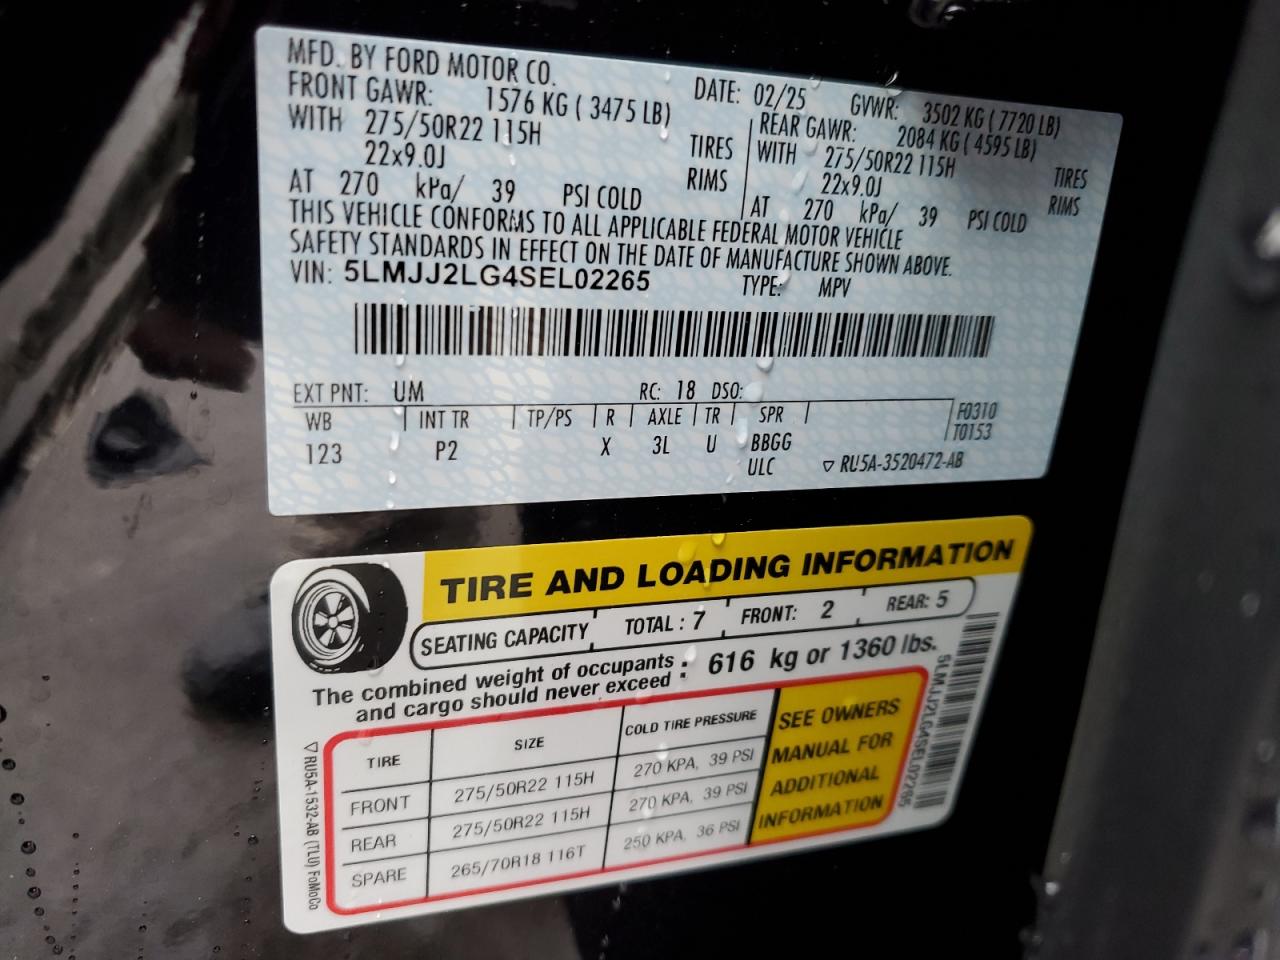 MFD. BY FORD MOTOR CO.
DATE: 02/25 GVWR: 3502 KG ( 7720 LB)
FRONT GAWR: 1576 KG ( 3475 LB)
WITH 275/50R22 115H TIRES
22x9.0J RIMS
AT 270 kPa/ 39 PSI COLD
REAR GAWR: 2084 KG ( 4595 LB)
WITH 275/50R22 115H TIRES
22x9.0J RIMS
AT 270 kPa/ 39 PSI COLD
THIS VEHICLE CONFORMS TO ALL APPLICABLE FEDERAL MOTOR VEHICLE
SAFETY STANDARDS IN EFFECT ON THE DATE OF MANUFACTURE SHOWN ABOVE.
VIN: 5LMJJ2LG4SEL02265 TYPE: MPV
EXT PNT: UM RC: 18 DSO:
WB INT TR TP/PS R AXLE TR SPR F0310
T0153
123 P2 X 3L U BBGG
ULC ▽ RU5A-3520472-AB
TIRE AND LOADING INFORMATION
SEATING CAPACITY TOTAL : 7 FRONT: 2 REAR: 5
The combined weight of occupants : 616 kg or 1360 lbs.
and cargo should never exceed
TIRE SIZE COLD TIRE PRESSURE
FRONT 275/50R22 115H 270 KPA, 39 PSI
REAR 275/50R22 115H 270 KPA, 39 PSI
SPARE 265/70R18 116T 250 KPA, 36 PSI
SEE OWNERS
MANUAL FOR
ADDITIONAL
INFORMATION
▽ RU5A-1532-AB (TLU) FoMoCo
5LMJJ2LG4SEL02265